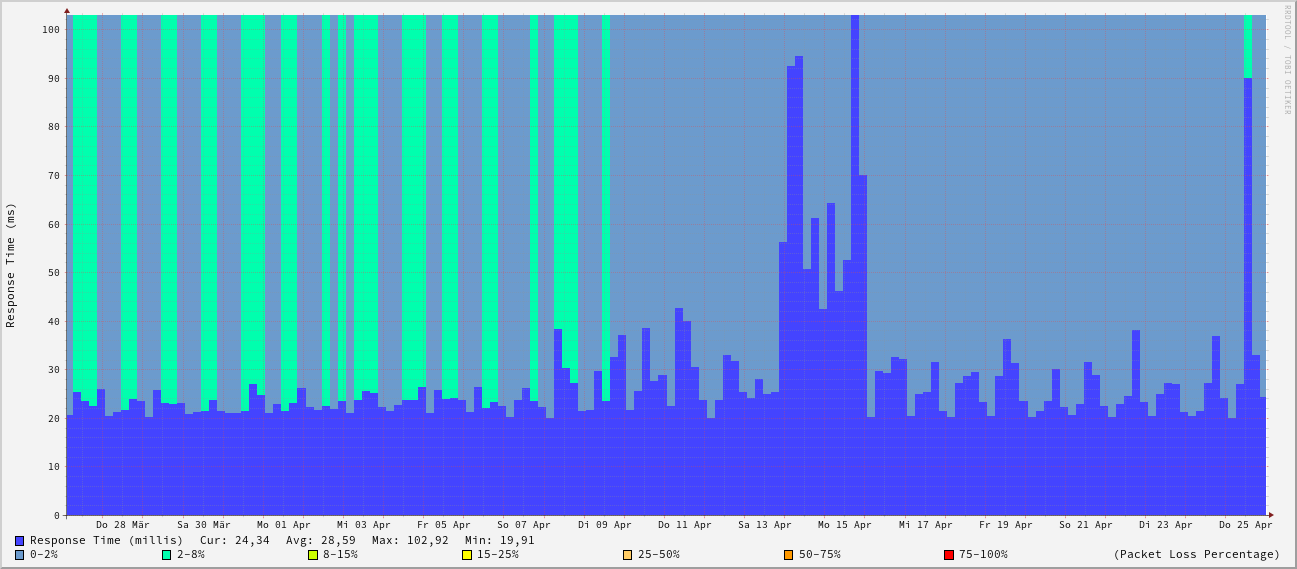 RRDTOOL / TOBI OETIKER
Response Time (ms)
100
90
80
70
60
50
40
30
20
10
0
Do 28 Mär Sa 30 Mär Mo 01 Apr Mi 03 Apr Fr 05 Apr So 07 Apr Di 09 Apr Do 11 Apr Sa 13 Apr Mo 15 Apr Mi 17 Apr Fr 19 Apr So 21 Apr Di 23 Apr Do 25 Apr
Response Time (millis) Cur: 24,34 Avg: 28,59 Max: 102,92 Min: 19,91
0-2% 2-8% 8-15% 15-25% 25-50% 50-75% 75-100% (Packet Loss Percentage)